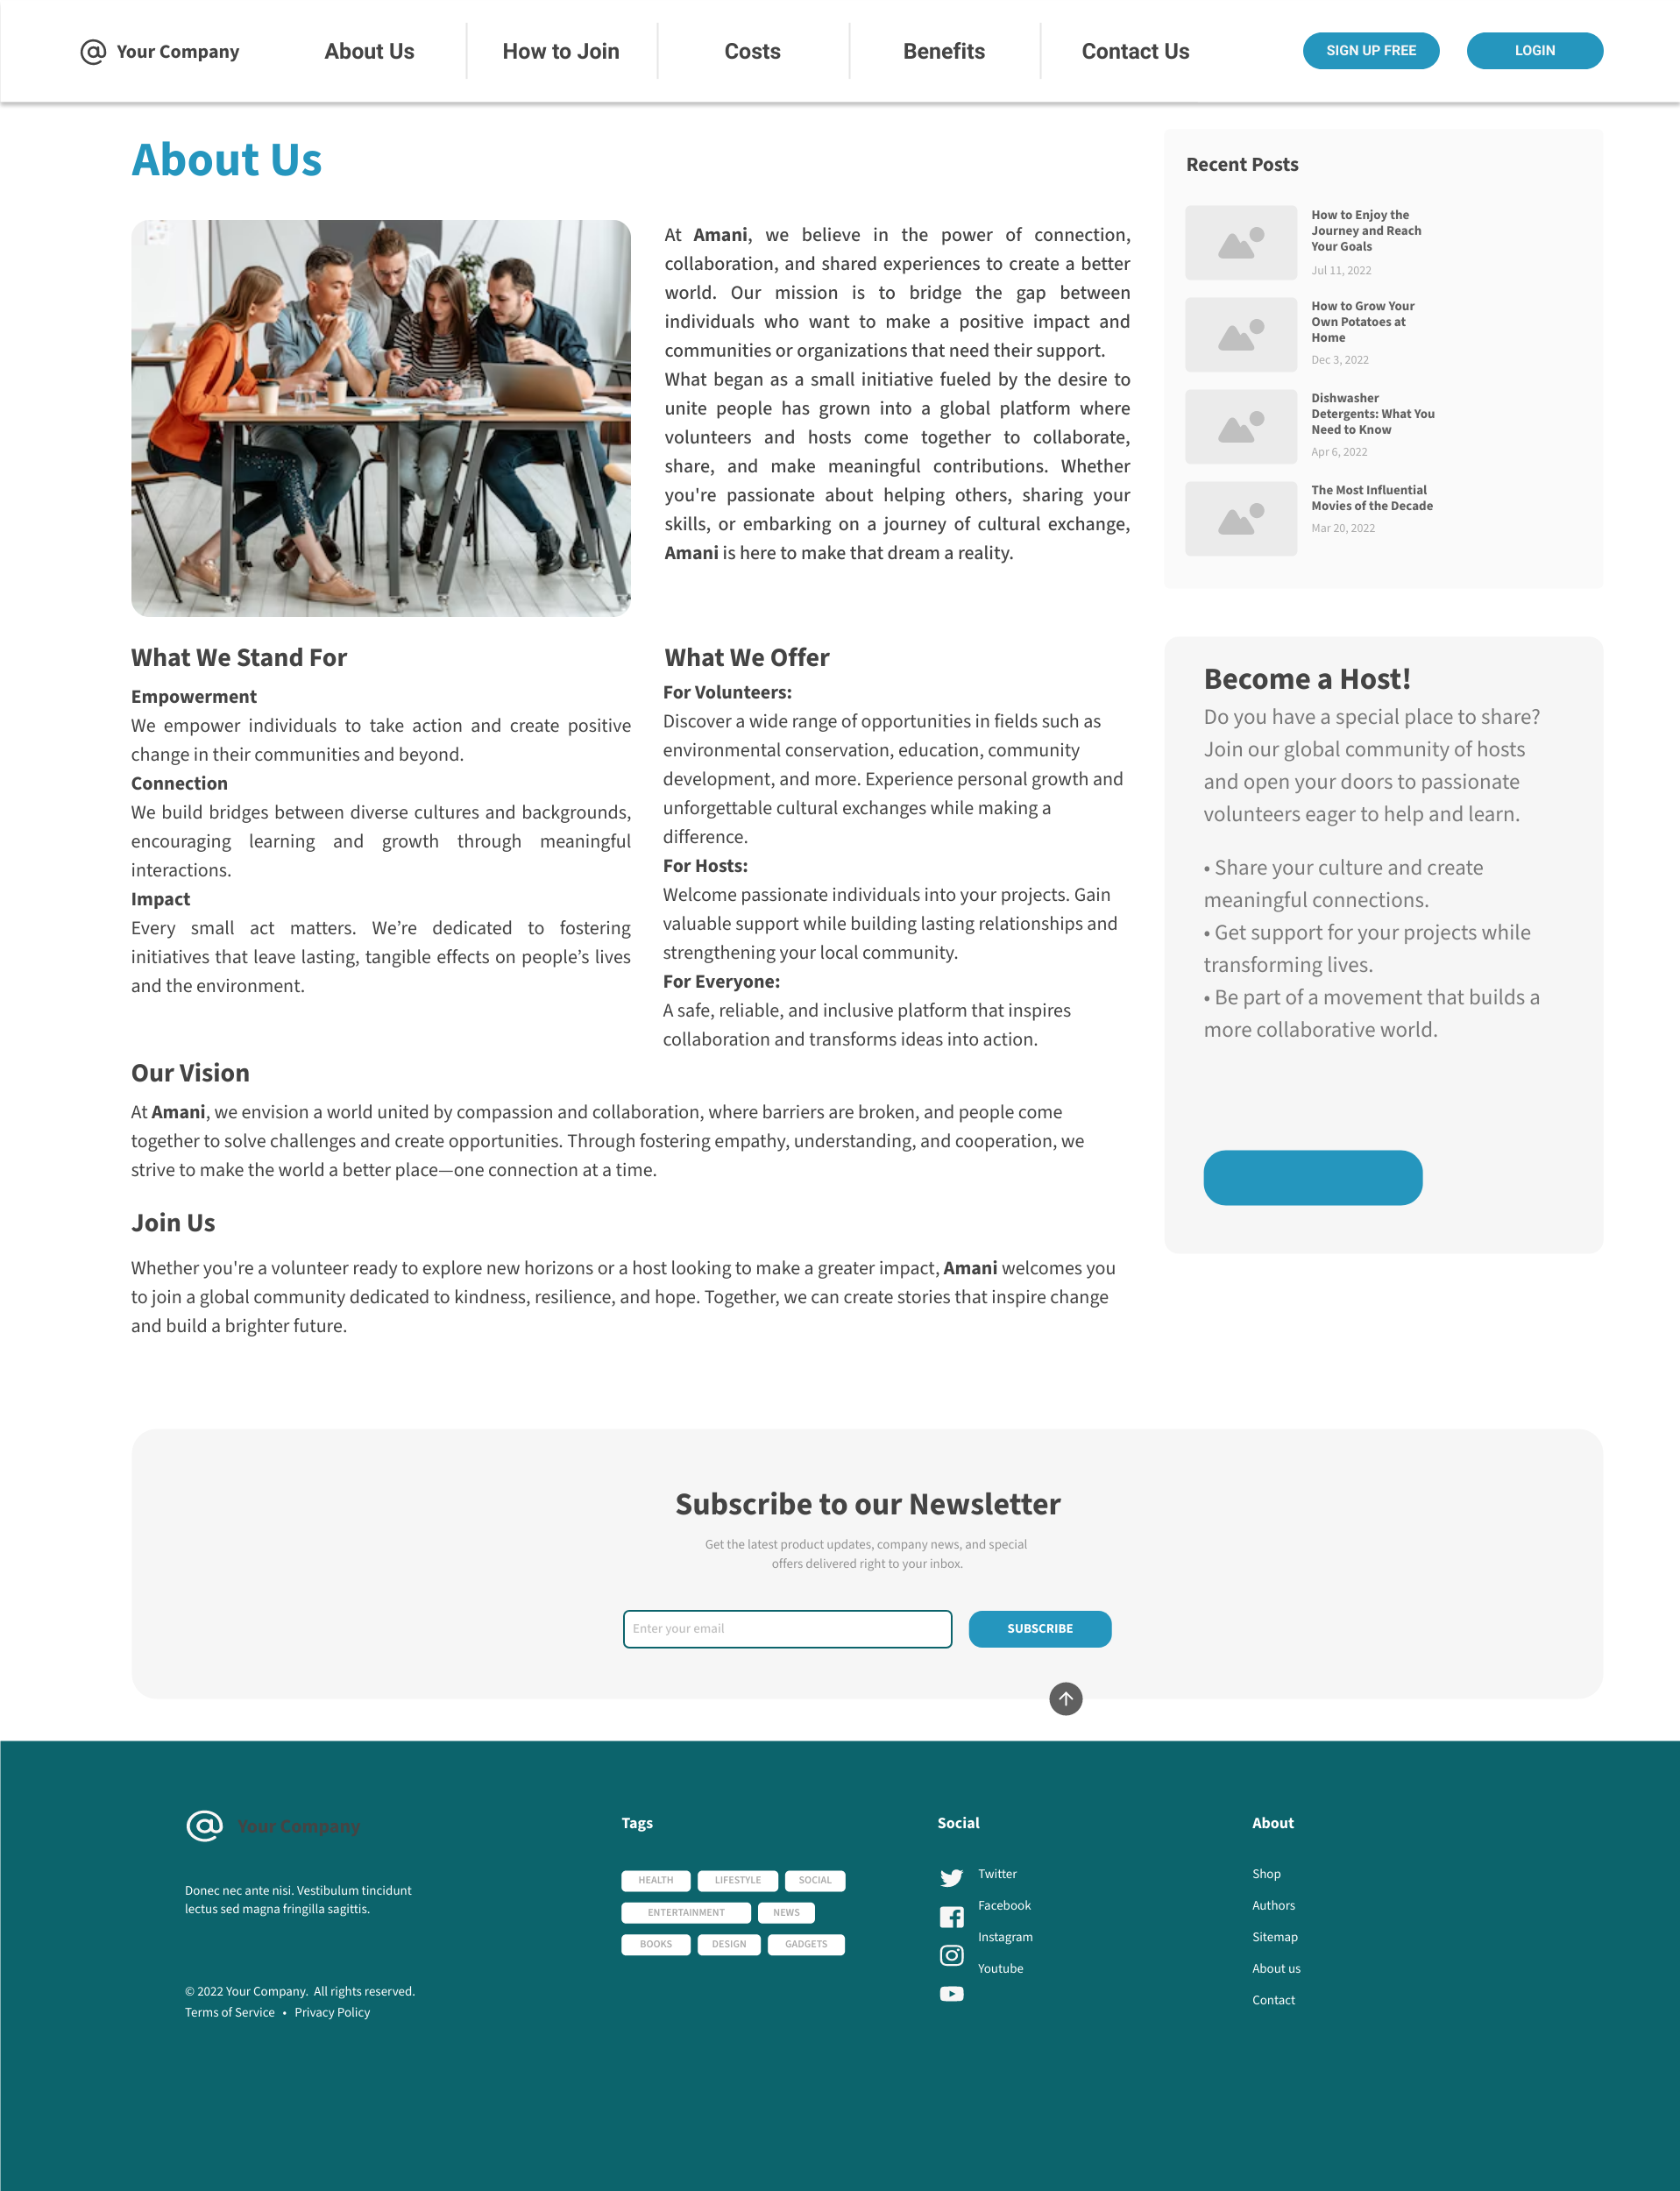 @ Your Company
About Us
How to Join
Costs
Benefits
Contact Us
SIGN UP FREE
LOGIN
About Us
At Amani, we believe in the power of connection,
collaboration, and shared experiences to create a better
world. Our mission is to bridge the gap between
individuals who want to make a positive impact and
communities or organizations that need their support.
What began as a small initiative fueled by the desire to
unite people has grown into a global platform where
volunteers and hosts come together to collaborate,
share, and make meaningful contributions. Whether
you're passionate about helping others, sharing your
skills, or embarking on a journey of cultural exchange,
Amani is here to make that dream a reality.
Recent Posts
How to Enjoy the
Journey and Reach
Your Goals
Jul 11, 2022
How to Grow Your
Own Potatoes at
Home
Dec 3, 2022
Dishwasher
Detergents: What You
Need to Know
Apr 6, 2022
The Most Influential
Movies of the Decade
Mar 20, 2022
What We Stand For
Empowerment
We empower individuals to take action and create positive
change in their communities and beyond.
Connection
We build bridges between diverse cultures and backgrounds,
encouraging learning and growth through meaningful
interactions.
Impact
Every small act matters. We’re dedicated to fostering
initiatives that leave lasting, tangible effects on people’s lives
and the environment.
What We Offer
For Volunteers:
Discover a wide range of opportunities in fields such as
environmental conservation, education, community
development, and more. Experience personal growth and
unforgettable cultural exchanges while making a
difference.
For Hosts:
Welcome passionate individuals into your projects. Gain
valuable support while building lasting relationships and
strengthening your local community.
For Everyone:
A safe, reliable, and inclusive platform that inspires
collaboration and transforms ideas into action.
Become a Host!
Do you have a special place to share?
Join our global community of hosts
and open your doors to passionate
volunteers eager to help and learn.
• Share your culture and create
meaningful connections.
• Get support for your projects while
transforming lives.
• Be part of a movement that builds a
more collaborative world.
Our Vision
At Amani, we envision a world united by compassion and collaboration, where barriers are broken, and people come
together to solve challenges and create opportunities. Through fostering empathy, understanding, and cooperation, we
strive to make the world a better place—one connection at a time.
Join Us
Whether you're a volunteer ready to explore new horizons or a host looking to make a greater impact, Amani welcomes you
to join a global community dedicated to kindness, resilience, and hope. Together, we can create stories that inspire change
and build a brighter future.
Subscribe to our Newsletter
Get the latest product updates, company news, and special
offers delivered right to your inbox.
Enter your email
SUBSCRIBE
@ Your Company
Donec nec ante nisi. Vestibulum tincidunt
lectus sed magna fringilla sagittis.
© 2022 Your Company. All rights reserved.
Terms of Service • Privacy Policy
Tags
HEALTH
LIFESTYLE
SOCIAL
ENTERTAINMENT
NEWS
BOOKS
DESIGN
GADGETS
Social
Twitter
Facebook
Instagram
Youtube
About
Shop
Authors
Sitemap
About us
Contact